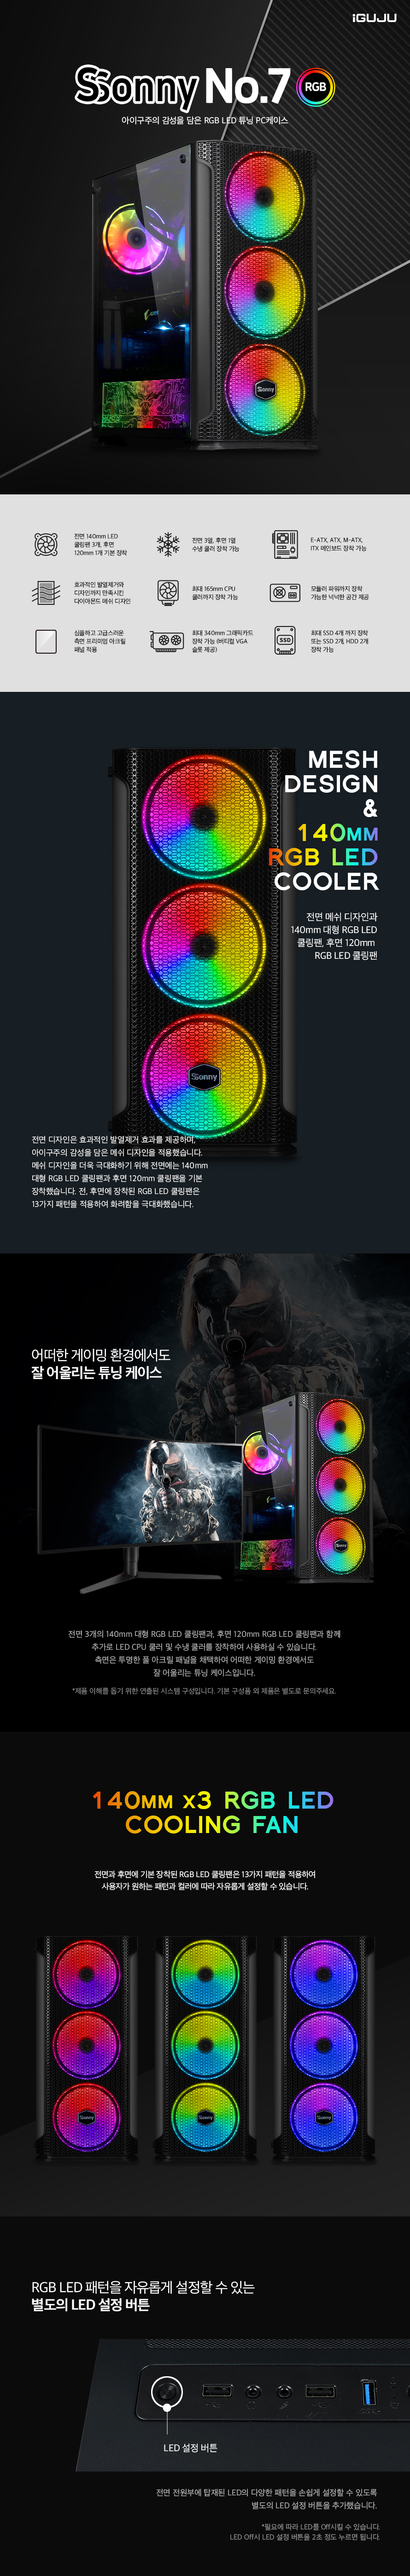 iGUJU
Sonny No.7 RGB
아이구주의 감성을 담은 RGB LED 튜닝 PC케이스
Sonny
전면 140mm LED
쿨링팬 3개, 후면
120mm 1개 기본 장착
전면 3열, 후면 1열
수냉 쿨러 장착 가능
E-ATX, ATX, M-ATX,
ITX 메인보드 장착 가능
효과적인 발열제거와
디자인까지 만족시킨
다이아몬드 메쉬 디자인
최대 165mm CPU
쿨러까지 장착 가능
모듈러 파워까지 장착
가능한 넉넉한 공간 제공
심플하고 고급스러운
측면 프리미엄 아크릴
패널 적용
최대 340mm 그래픽카드
장착 가능 (버티컬 VGA
슬롯 제공)
SSD
최대 SSD 4개 까지 장착
또는 SSD 2개, HDD 2개
장착 가능
MESH
DESIGN
&
140MM
RGB LED
COOLER
전면 메쉬 디자인과
140mm 대형 RGB LED
쿨링팬, 후면 120mm
RGB LED 쿨링팬
Sonny
전면 디자인은 효과적인 발열제거 효과를 제공하며,
아이구주의 감성을 담은 메쉬 디자인을 적용했습니다.
메쉬 디자인을 더욱 극대화하기 위해 전면에는 140mm
대형 RGB LED 쿨링팬과 후면 120mm 쿨링팬을 기본
장착했습니다. 전, 후면에 장착된 RGB LED 쿨링팬은
13가지 패턴을 적용하여 화려함을 극대화했습니다.
어떠한 게이밍 환경에서도
잘 어울리는 튜닝 케이스
Sonny
전면 3개의 140mm 대형 RGB LED 쿨링팬과, 후면 120mm RGB LED 쿨링팬과 함께
추가로 LED CPU 쿨러 및 수냉 쿨러를 장착하여 사용하실 수 있습니다.
측면은 투명한 풀 아크릴 패널을 채택하여 어떠한 게이밍 환경에서도
잘 어울리는 튜닝 케이스입니다.
*제품 이해를 돕기 위한 연출된 시스템 구성입니다. 기본 구성품 외 제품은 별도로 문의주세요.
140MM X3 RGB LED
COOLING FAN
전면과 후면에 기본 장착된 RGB LED 쿨링팬은 13가지 패턴을 적용하여
사용자가 원하는 패턴과 컬러에 따라 자유롭게 설정할 수 있습니다.
Sonny
Sonny
Sonny
RGB LED 패턴을 자유롭게 설정할 수 있는
별도의 LED 설정 버튼
LED 설정 버튼
전면 전원부에 탑재된 LED의 다양한 패턴을 손쉽게 설정할 수 있도록
별도의 LED 설정 버튼을 추가했습니다.
*필요에 따라 LED를 Off시킬 수 있습니다.
LED Off시 LED 설정 버튼을 2초 정도 누르면 됩니다.